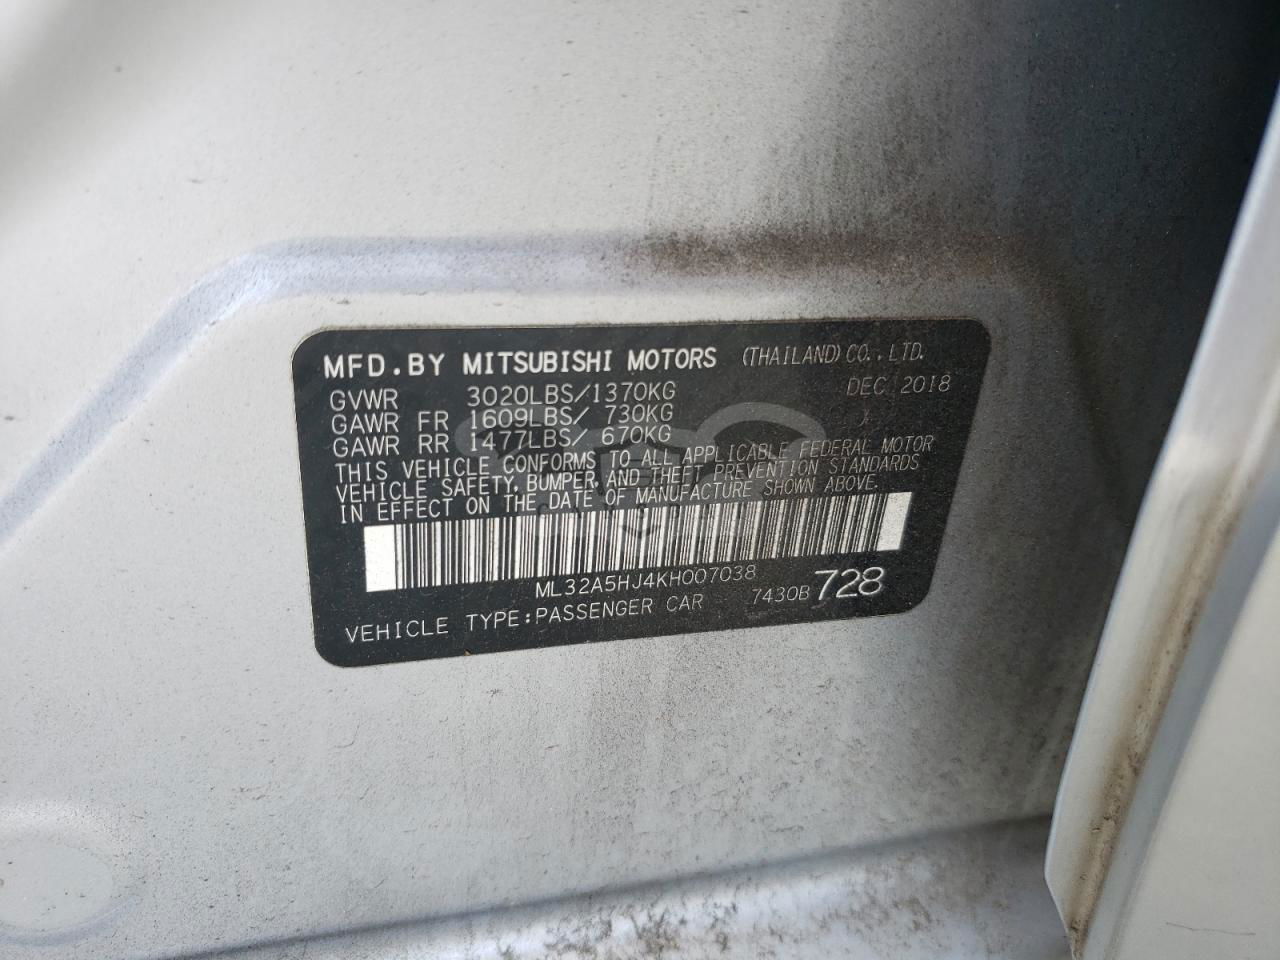 MFD.BY MITSUBISHI MOTORS (THAILAND) CO.,LTD.
GVWR 3020LBS/1370KG DEC, 2018
GAWR FR 1609LBS/ 730KG
GAWR RR 1477LBS/ 670KG
THIS VEHICLE CONFORMS TO ALL APPLICABLE FEDERAL MOTOR
VEHICLE SAFETY, BUMPER, AND THEFT PREVENTION STANDARDS
IN EFFECT ON THE DATE OF MANUFACTURE SHOWN ABOVE.
ML32A5HJ4KH007038
VEHICLE TYPE:PASSENGER CAR 7430B 728